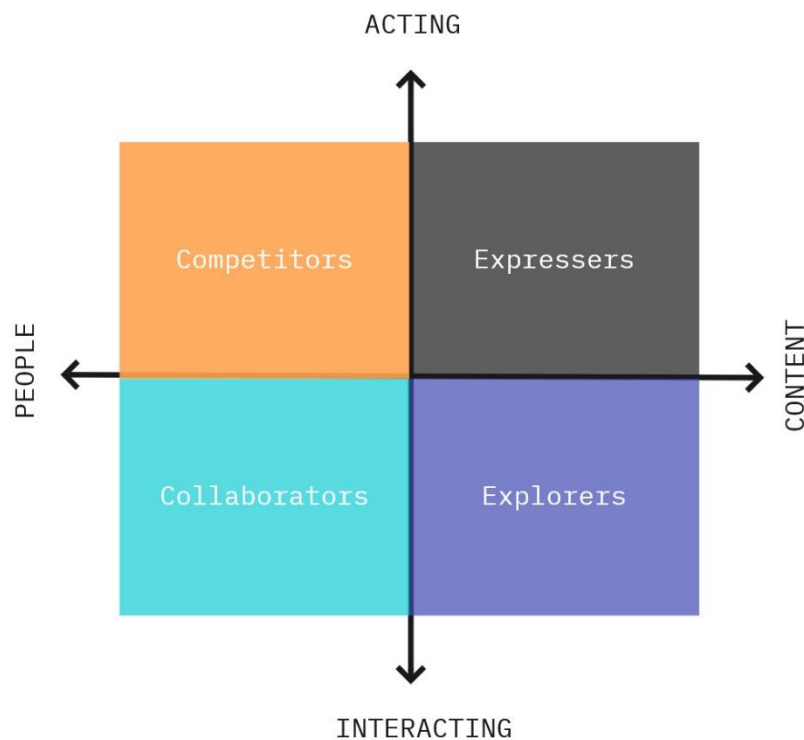 ACTING
Competitors
Expressers
PEOPLE
CONTENT
Collaborators
Explorers
INTERACTING